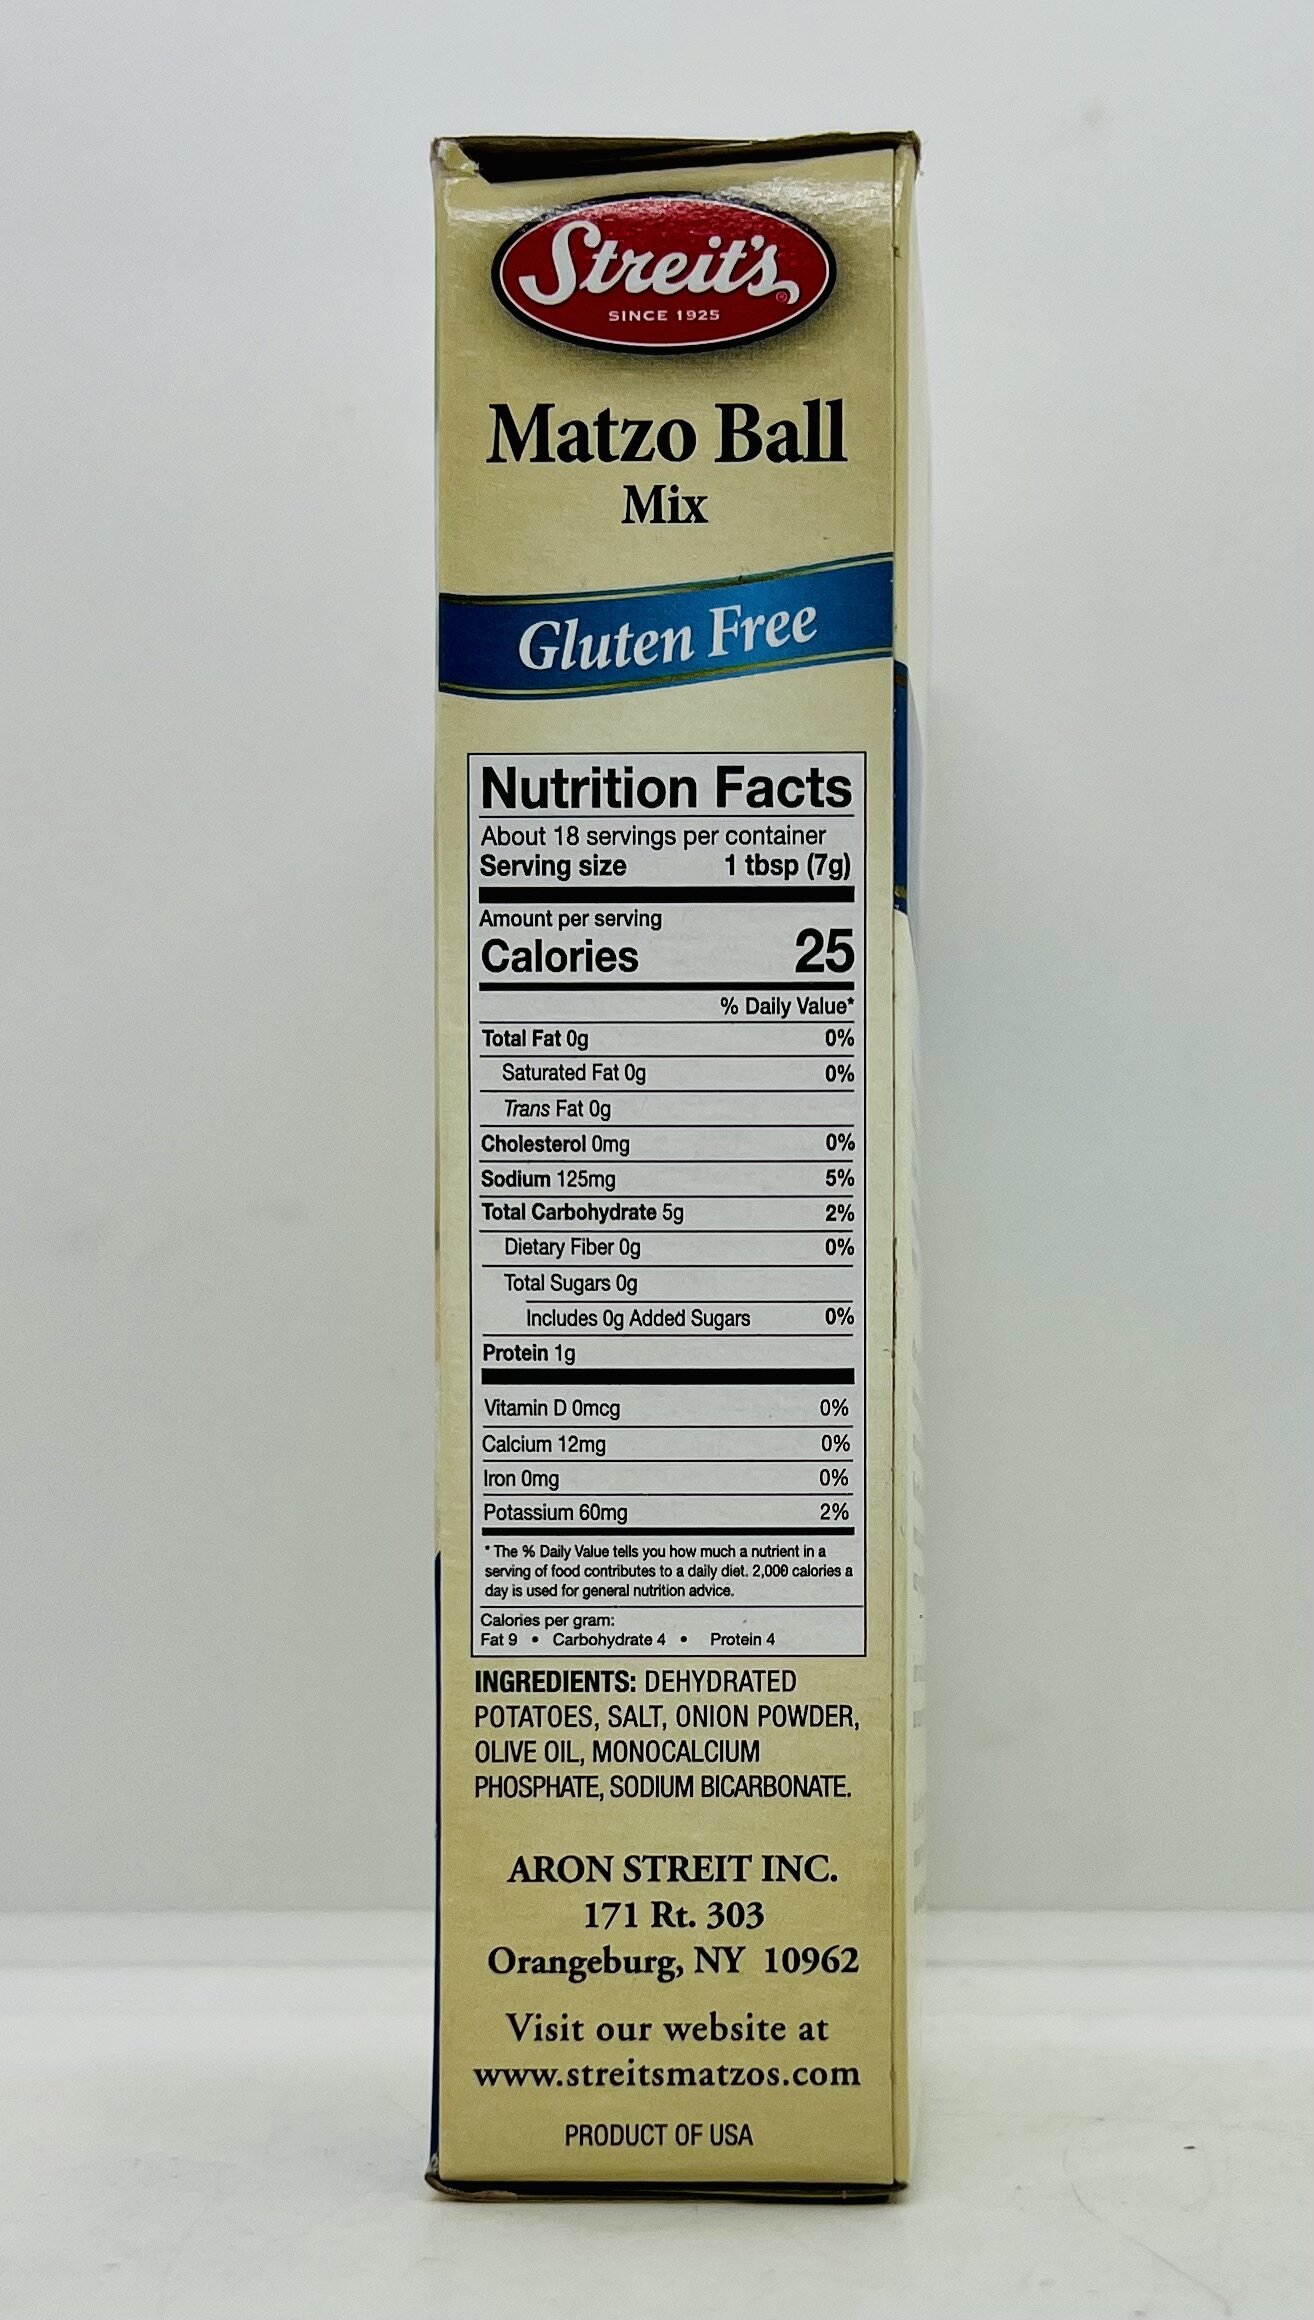 Streit's
SINCE 1925
Matzo Ball
Mix
Gluten Free
Nutrition Facts
About 18 servings per container
Serving size 1 tbsp (7g)
Amount per serving
Calories 25
% Daily Value*
Total Fat 0g 0%
Saturated Fat 0g 0%
Trans Fat 0g
Cholesterol 0mg 0%
Sodium 125mg 5%
Total Carbohydrate 5g 2%
Dietary Fiber 0g 0%
Total Sugars 0g
Includes 0g Added Sugars 0%
Protein 1g
Vitamin D 0mcg 0%
Calcium 12mg 0%
Iron 0mg 0%
Potassium 60mg 2%
* The % Daily Value tells you how much a nutrient in a
serving of food contributes to a daily diet. 2,000 calories a
day is used for general nutrition advice.
Calories per gram:
Fat 9 • Carbohydrate 4 • Protein 4
INGREDIENTS: DEHYDRATED
POTATOES, SALT, ONION POWDER,
OLIVE OIL, MONOCALCIUM
PHOSPHATE, SODIUM BICARBONATE.
ARON STREIT INC.
171 Rt. 303
Orangeburg, NY 10962
Visit our website at
www.streitsmatzos.com
PRODUCT OF USA